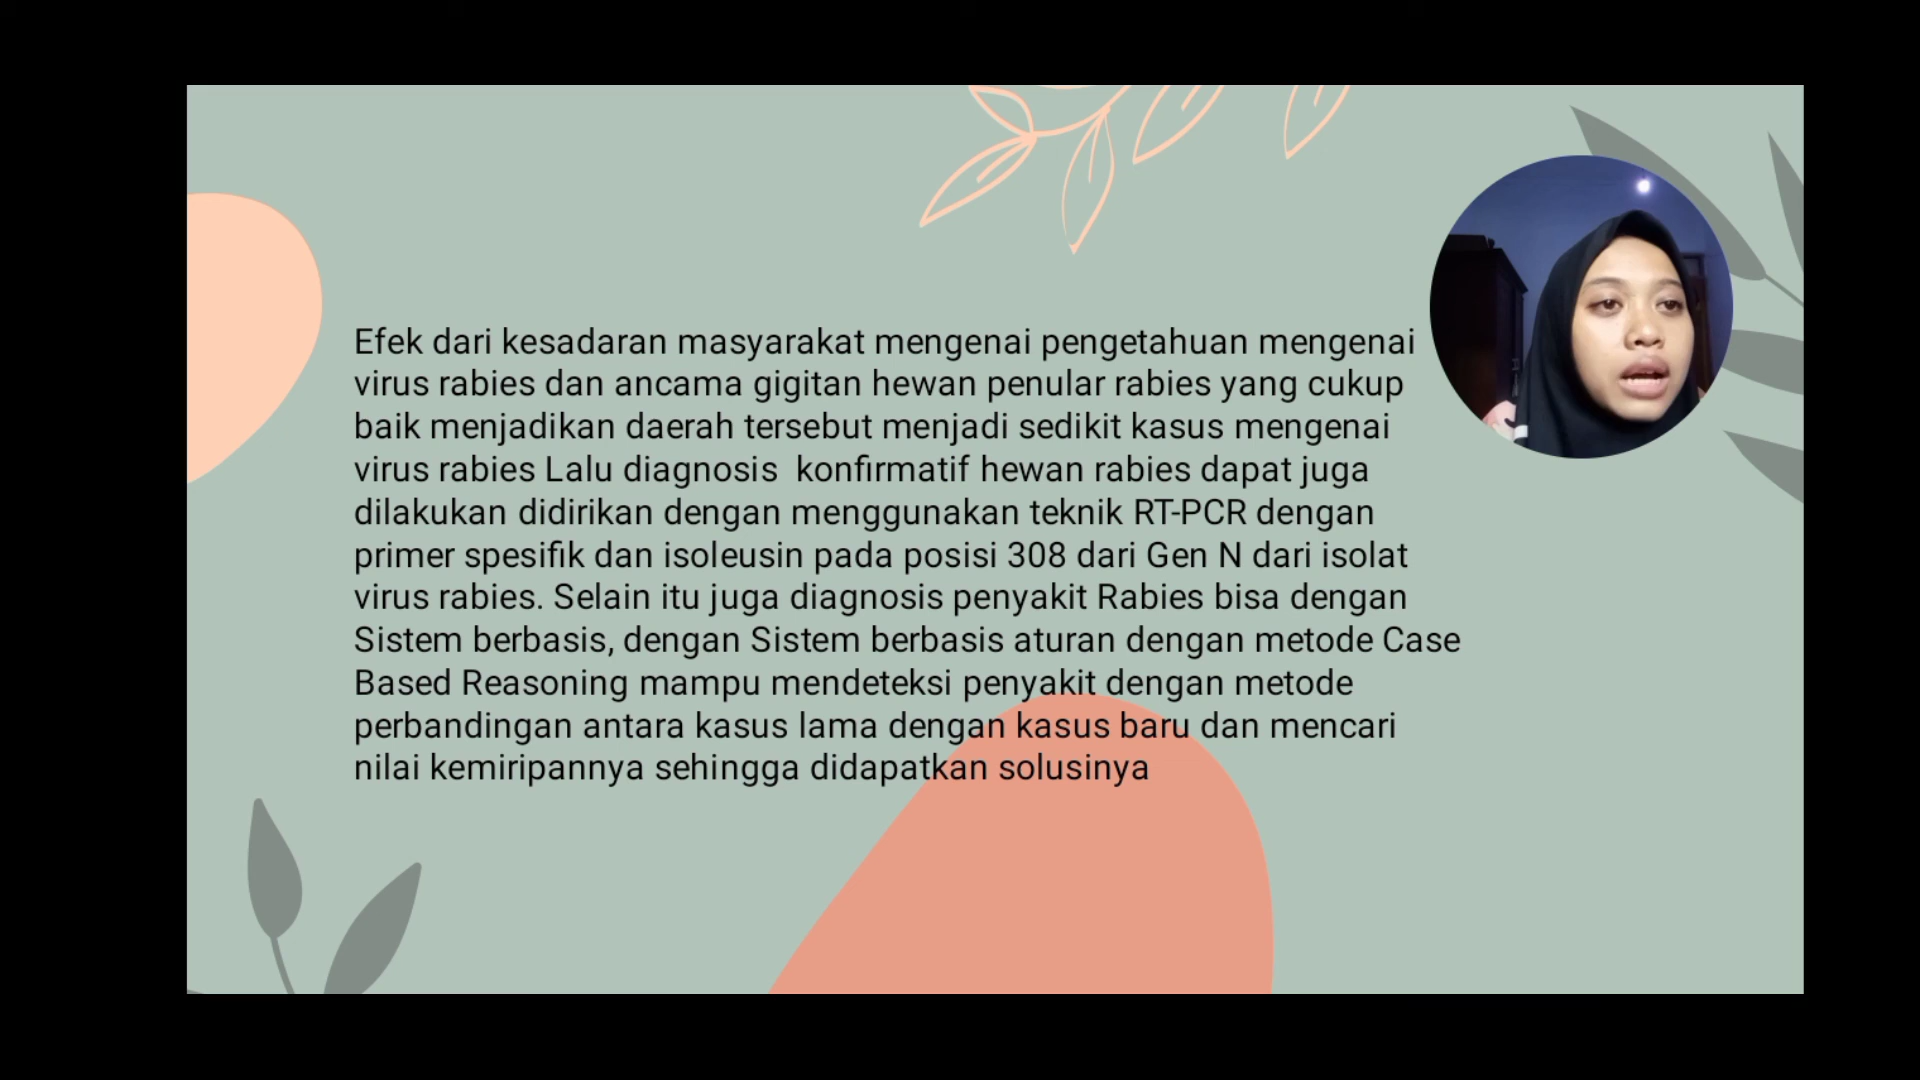 Efek dari kesadaran masyarakat mengenai pengetahuan mengenai
virus rabies dan ancama gigitan hewan penular rabies yang cukup
baik menjadikan daerah tersebut menjadi sedikit kasus mengenai
virus rabies Lalu diagnosis  konfirmatif hewan rabies dapat juga
dilakukan didirikan dengan menggunakan teknik RT-PCR dengan
primer spesifik dan isoleusin pada posisi 308 dari Gen N dari isolat
virus rabies. Selain itu juga diagnosis penyakit Rabies bisa dengan
Sistem berbasis, dengan Sistem berbasis aturan dengan metode Case
Based Reasoning mampu mendeteksi penyakit dengan metode
perbandingan antara kasus lama dengan kasus baru dan mencari
nilai kemiripannya sehingga didapatkan solusinya